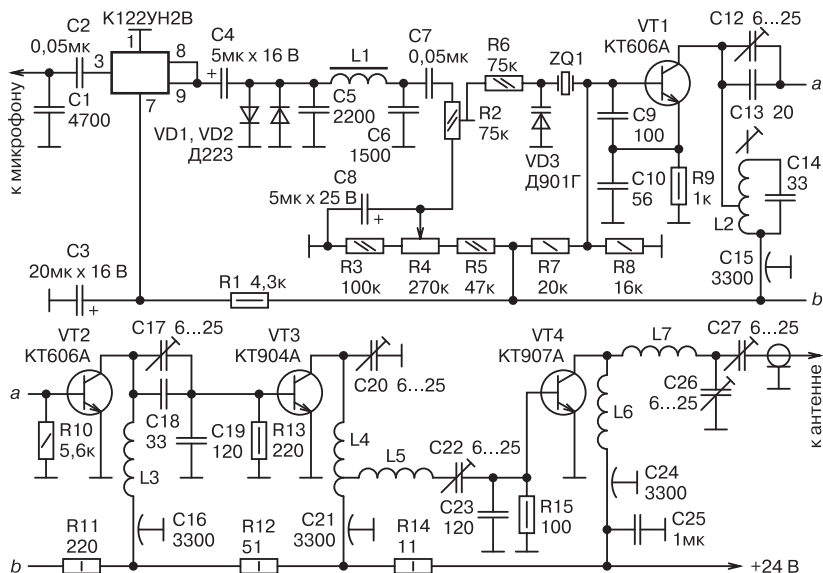 К122УН2В
C2
0,05мк
1
3
8
9
7
C4
5мк x 16 В
L1
C7
0,05мк
R6
75к
ZQ1
VT1
КТ606А
C12 6...25
a
C13 20
к микрофону
C1
4700
VD1, VD2
Д223
C5
2200
C6
1500
R2
75к
VD3
Д901Г
C9
100
C10
56
R9
1к
C14
33
L2
C8
5мк x 25 В
C3
20мк x 16 В
R1 4,3к
R3
100к
R4
270к
R5
47к
R7
20к
R8
16к
C15
3300
b
VT2
КТ606А
C17 6...25
VT3
КТ904А
C20 6...25
VT4
КТ907А
L7
C27 6...25
a
R10
5,6к
C18
33
C19
120
R13
220
L4
L5
C22 6...25
L6
C26
6...25
к антенне
L3
C16
3300
C21
3300
C23
120
R15
100
C24
3300
C25
1мк
R11
220
R12
51
R14
11
b
+24 В